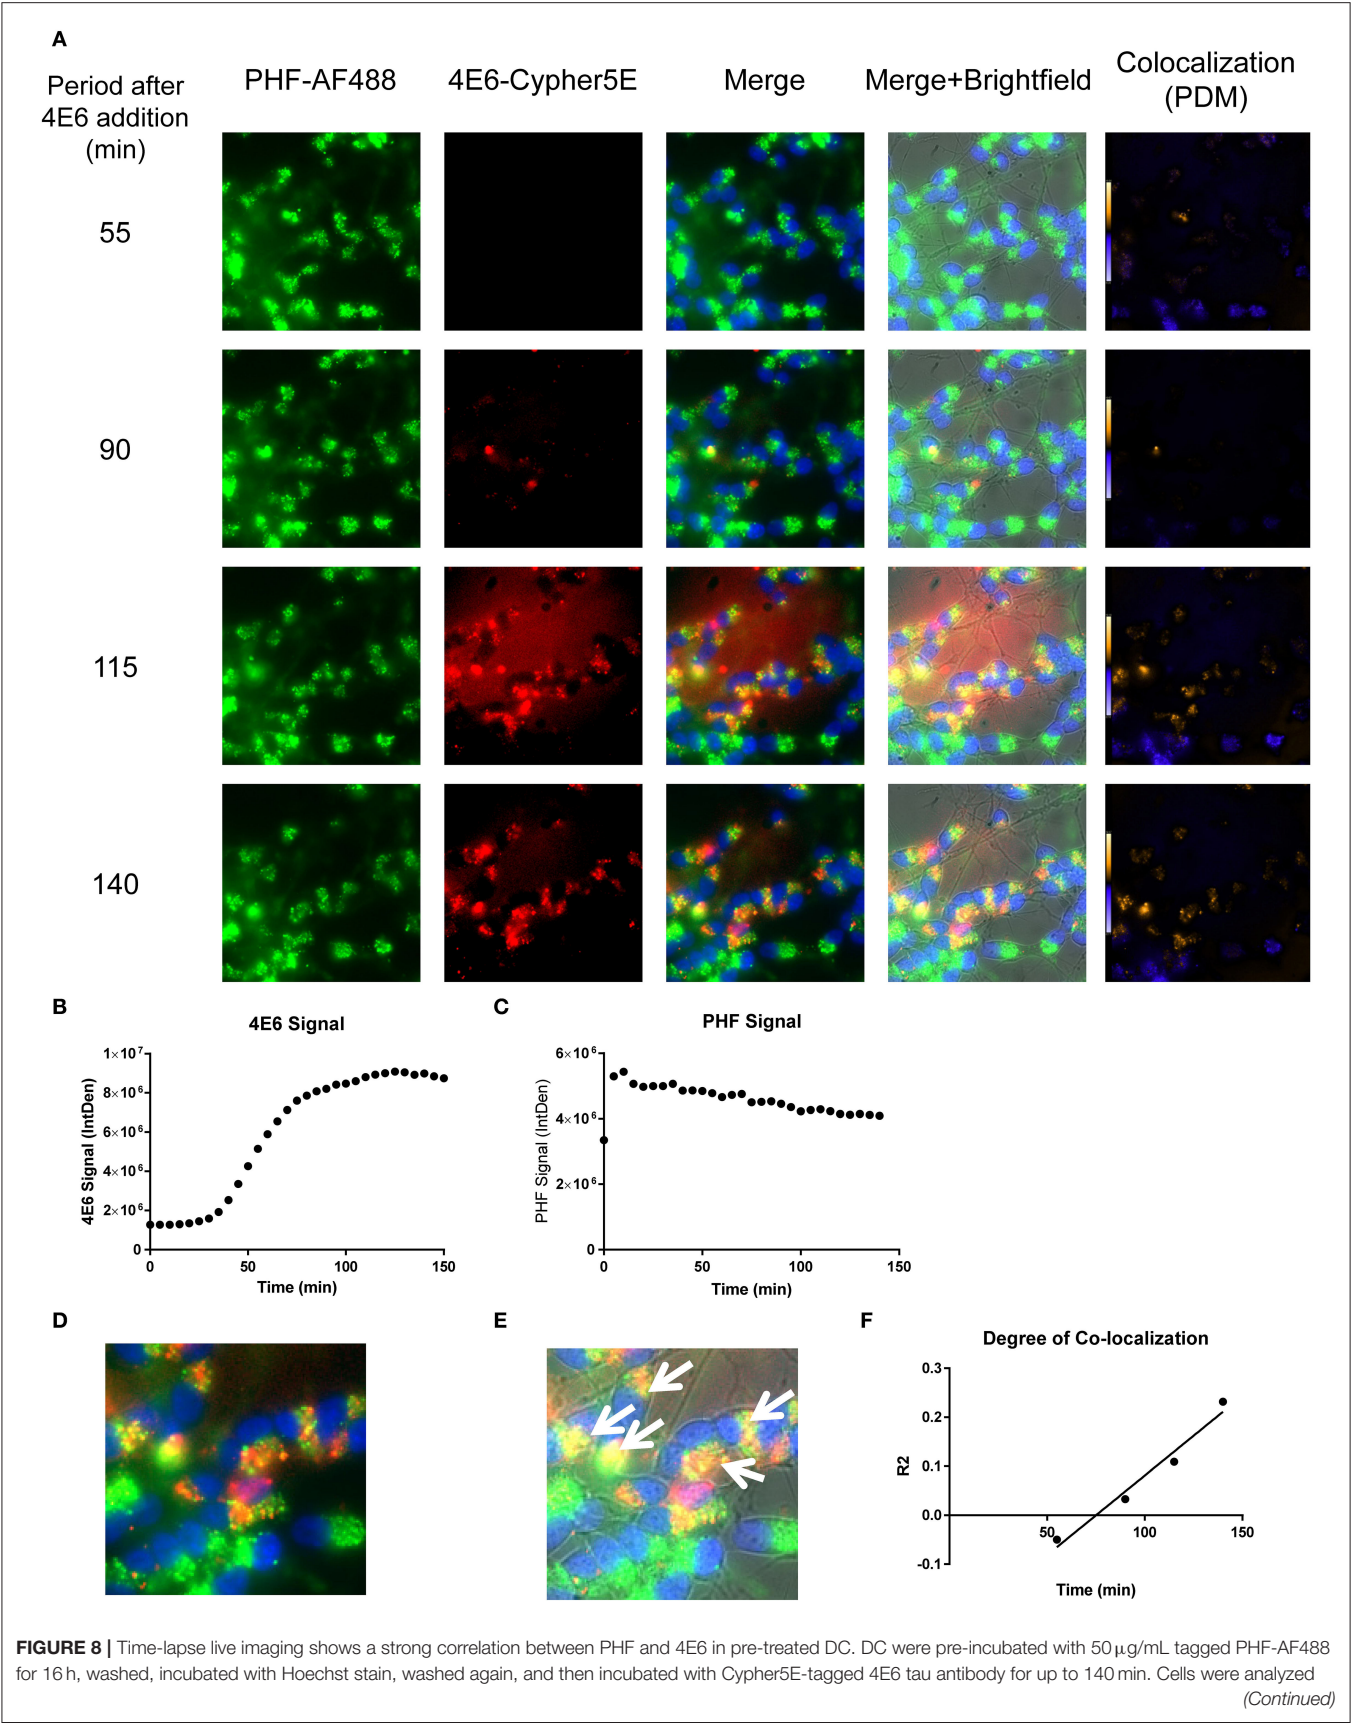 A
Period after
4E6 addition
(min)
PHF-AF488
4E6-Cypher5E
Merge
Merge+Brightfield
Colocalization
(PDM)
55
90
115
140
B
4E6 Signal
4E6 Signal (IntDen)
1×10⁷
8×10⁶
6×10⁶
4×10⁶
2×10⁶
0
0 50 100 150
Time (min)
C
PHF Signal
PHF Signal (IntDen)
6×10⁶
4×10⁶
2×10⁶
0
0 50 100 150
Time (min)
D
E
F
Degree of Co-localization
R2
0.3
0.2
0.1
0.0
-0.1
50 100 150
Time (min)
FIGURE 8 | Time-lapse live imaging shows a strong correlation between PHF and 4E6 in pre-treated DC. DC were pre-incubated with 50 μg/mL tagged PHF-AF488
for 16 h, washed, incubated with Hoechst stain, washed again, and then incubated with Cypher5E-tagged 4E6 tau antibody for up to 140 min. Cells were analyzed
(Continued)